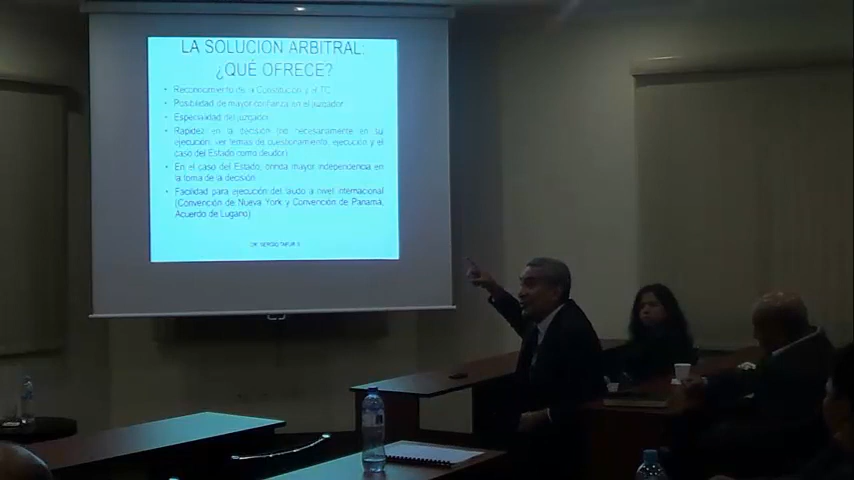 LA SOLUCION ARBITRAL:
¿QUÉ OFRECE?
• Reconocimiento de la Constitución y el TC.
• Posibilidad de mayor confianza en el juzgador.
• Especialidad del juzgador.
• Rapidez en la decisión (no necesariamente en su
ejecución: ver temas de cuestionamiento, ejecución y el
caso del Estado como deudor)
• En el caso del Estado, brinda mayor independencia en
la toma de la decisión.
• Facilidad para ejecución del laudo a nivel internacional
(Convención de Nueva York y Convención de Panamá,
Acuerdo de Lugano)
DR. SERGIO TAFUR S.